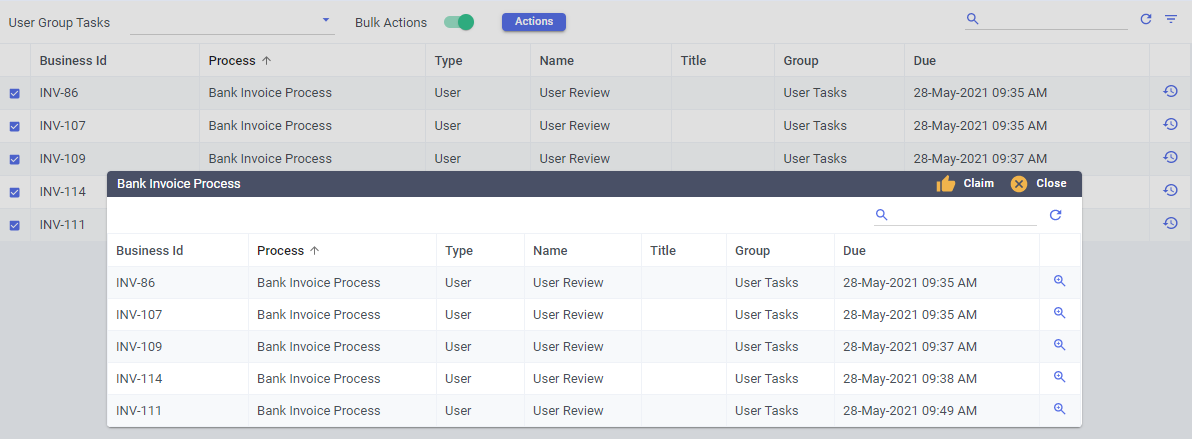 User Group Tasks Bulk Actions Actions
Business Id Process Type Name Title Group Due
INV-86 Bank Invoice Process User User Review User Tasks 28-May-2021 09:35 AM
INV-107 Bank Invoice Process User User Review User Tasks 28-May-2021 09:35 AM
INV-109 Bank Invoice Process User User Review User Tasks 28-May-2021 09:37 AM
INV-114
INV-111
Bank Invoice Process Claim Close
Business Id Process Type Name Title Group Due
INV-86 Bank Invoice Process User User Review User Tasks 28-May-2021 09:35 AM
INV-107 Bank Invoice Process User User Review User Tasks 28-May-2021 09:35 AM
INV-109 Bank Invoice Process User User Review User Tasks 28-May-2021 09:37 AM
INV-114 Bank Invoice Process User User Review User Tasks 28-May-2021 09:38 AM
INV-111 Bank Invoice Process User User Review User Tasks 28-May-2021 09:49 AM